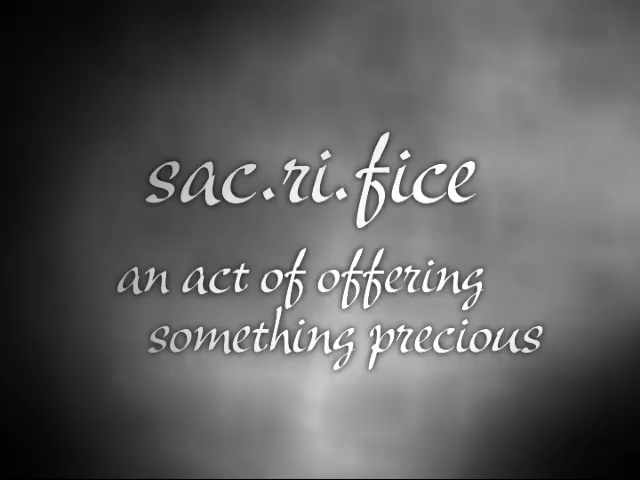 sac.ri.fice
an act of offering
something precious